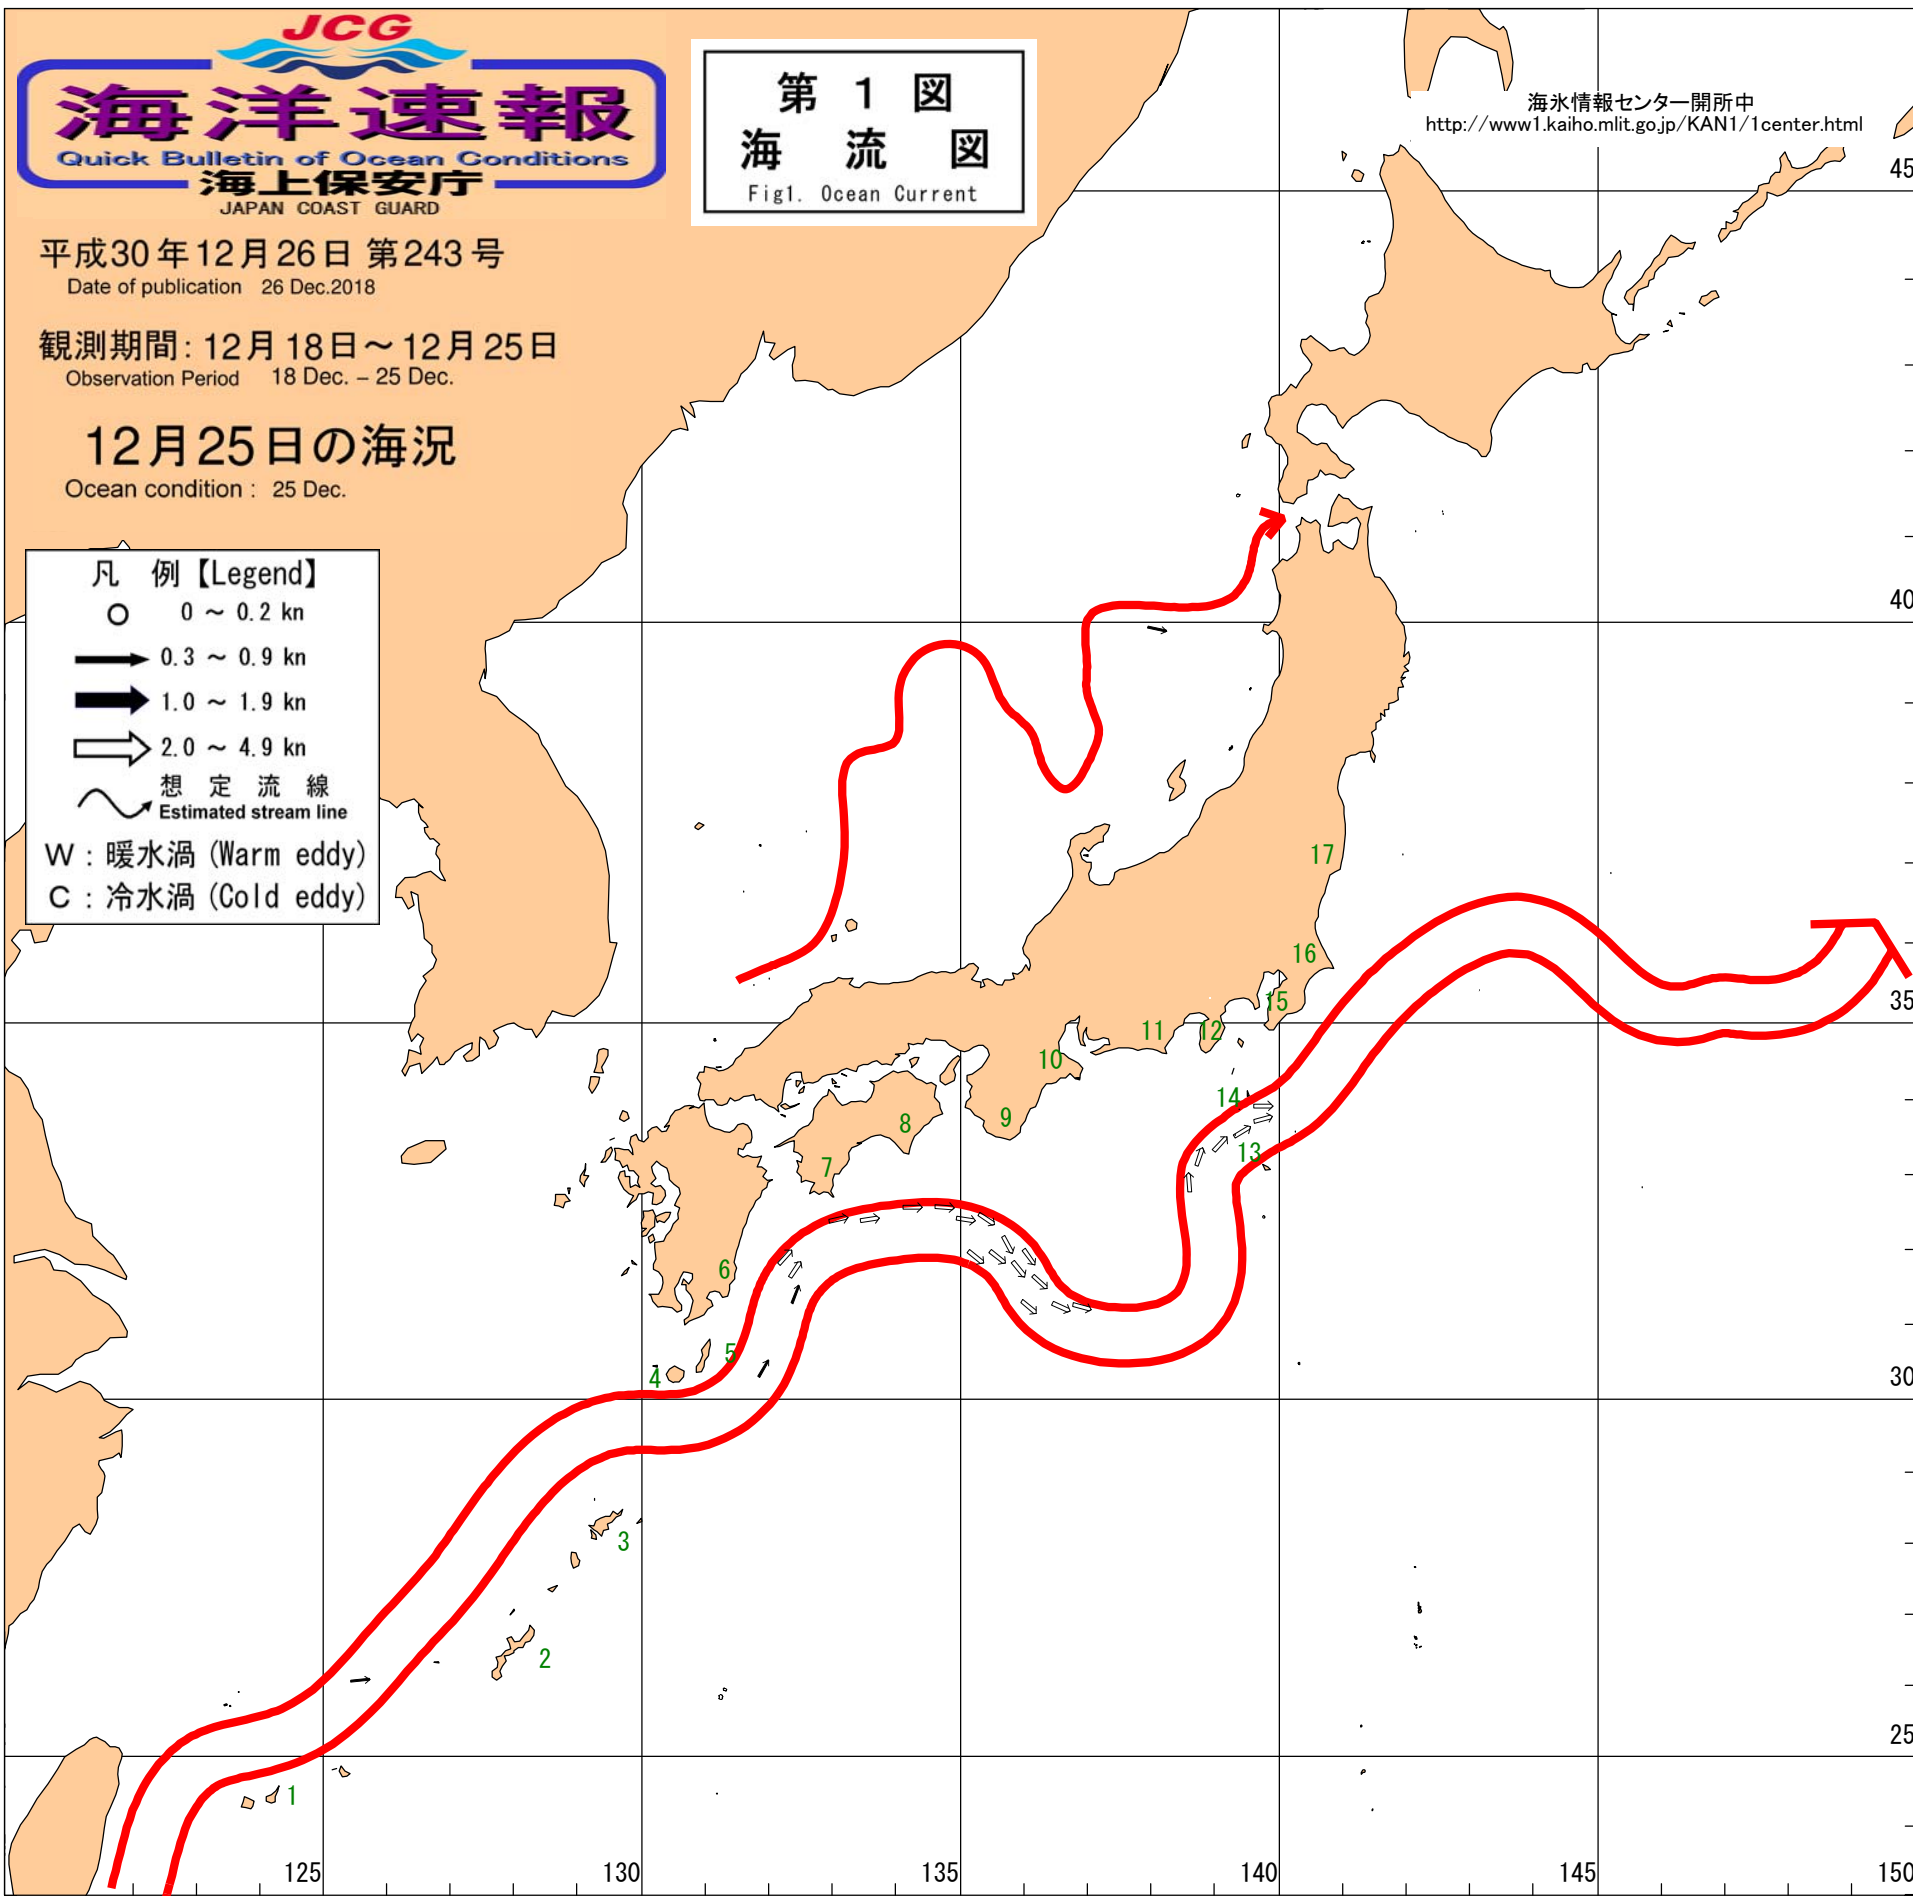 JCG
海洋速報
Quick Bulletin of Ocean Conditions
海上保安庁
JAPAN COAST GUARD
平成30年12月26日 第243号
Date of publication 26 Dec.2018
観測期間: 12月18日～12月25日
Observation Period 18 Dec. – 25 Dec.
12月25日の海況
Ocean condition : 25 Dec.
第 1 図
海 流 図
Fig1. Ocean Current
海氷情報センター開所中
http://www1.kaiho.mlit.go.jp/KAN1/1center.html
凡 例【Legend】
0 ～ 0.2 kn
0.3 ～ 0.9 kn
1.0 ～ 1.9 kn
2.0 ～ 4.9 kn
想 定 流 線
Estimated stream line
W : 暖水渦 (Warm eddy)
C : 冷水渦 (Cold eddy)
45
40
17
16
35
15
12
11
10
14
9
8
13
7
6
5
4
30
3
2
25
1
125
130
135
140
145
150